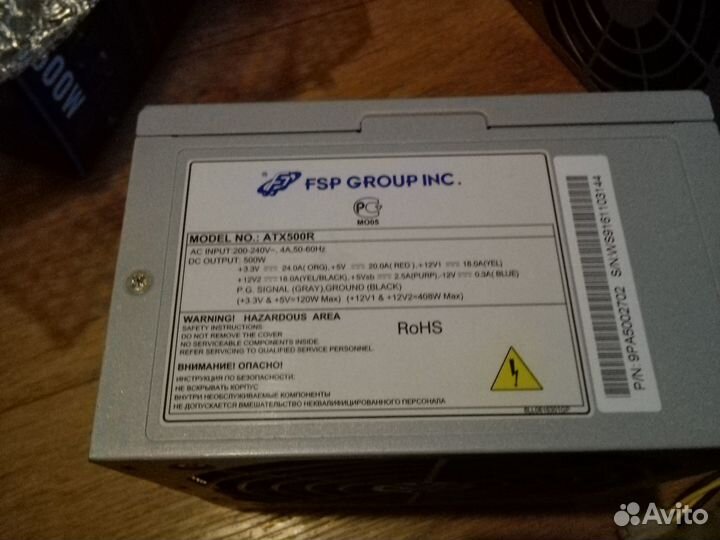 500W
FSP GROUP INC.
PC
MO05
MODEL NO.: ATX500R
AC INPUT: 200-240V~, 4A, 50-60Hz
DC OUTPUT: 500W
+3.3V 24.0A( ORG), +5V 20.0A( RED ), +12V1 18.0A(YEL)
+12V2 18.0A(YEL/BLACK), +5Vsb 2.5A(PURP), -12V 0.3A( BLUE)
P.G. SIGNAL (GRAY), GROUND (BLACK)
(+3.3V & +5V=120W Max) (+12V1 & +12V2=408W Max)
WARNING! HAZARDOUS AREA
SAFETY INSTRUCTIONS
DO NOT REMOVE THE COVER
NO SERVICEABLE COMPONENTS INSIDE
REFER SERVICING TO QUALIFIED SERVICE PERSONNEL.
RoHS
ВНИМАНИЕ! ОПАСНО!
ИНСТРУКЦИЯ ПО БЕЗОПАСНОСТИ:
НЕ ВСКРЫВАТЬ КОРПУС
ВНУТРИ НЕОБСЛУЖИВАЕМЫЕ КОМПОНЕНТЫ
НЕ ДОПУСКАЕТСЯ ВМЕШАТЕЛЬСТВО НЕКВАЛИФИЦИРОВАННОГО ПЕРСОНАЛА
S/N:WS9161103144
P/N: 9PA5002702
Avito